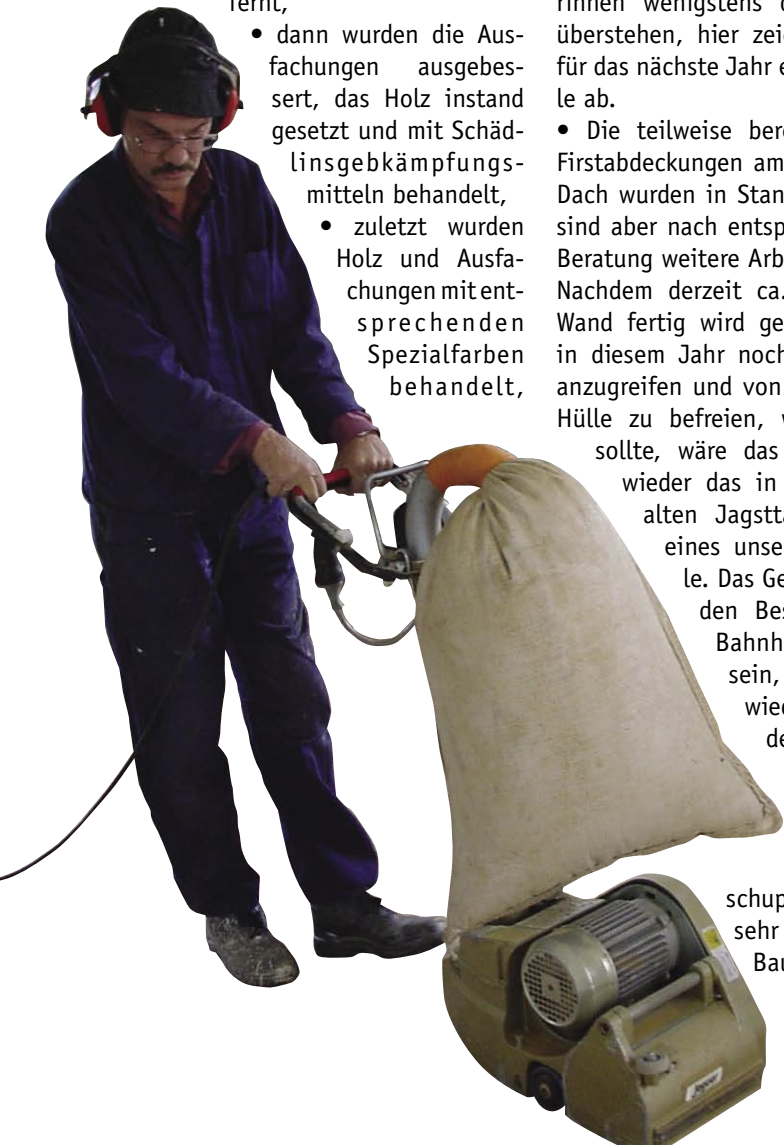 fernt,
• dann wurden die Aus-
fachungen ausgebes-
sert, das Holz instand
gesetzt und mit Schäd-
linsgebkämpfungs-
mitteln behandelt,
• zuletzt wurden
Holz und Ausfa-
chungen mit ent-
sprechenden
Spezialfarben
behandelt,
rinnen wenigstens
überstehen, hier zei
für das nächste Jahr e
le ab.
• Die teilweise bere
Firstabdeckungen am
Dach wurden in Stan
sind aber nach entsp
Beratung weitere Arb
Nachdem derzeit ca.
Wand fertig wird ge
in diesem Jahr noch
anzugreifen und von
Hülle zu befreien,
sollte, wäre das
wieder das in
alten Jagstta
eines unse
le. Das Ge
den Bes
Bahnh
sein,
wied
de
schup
sehr
Bau